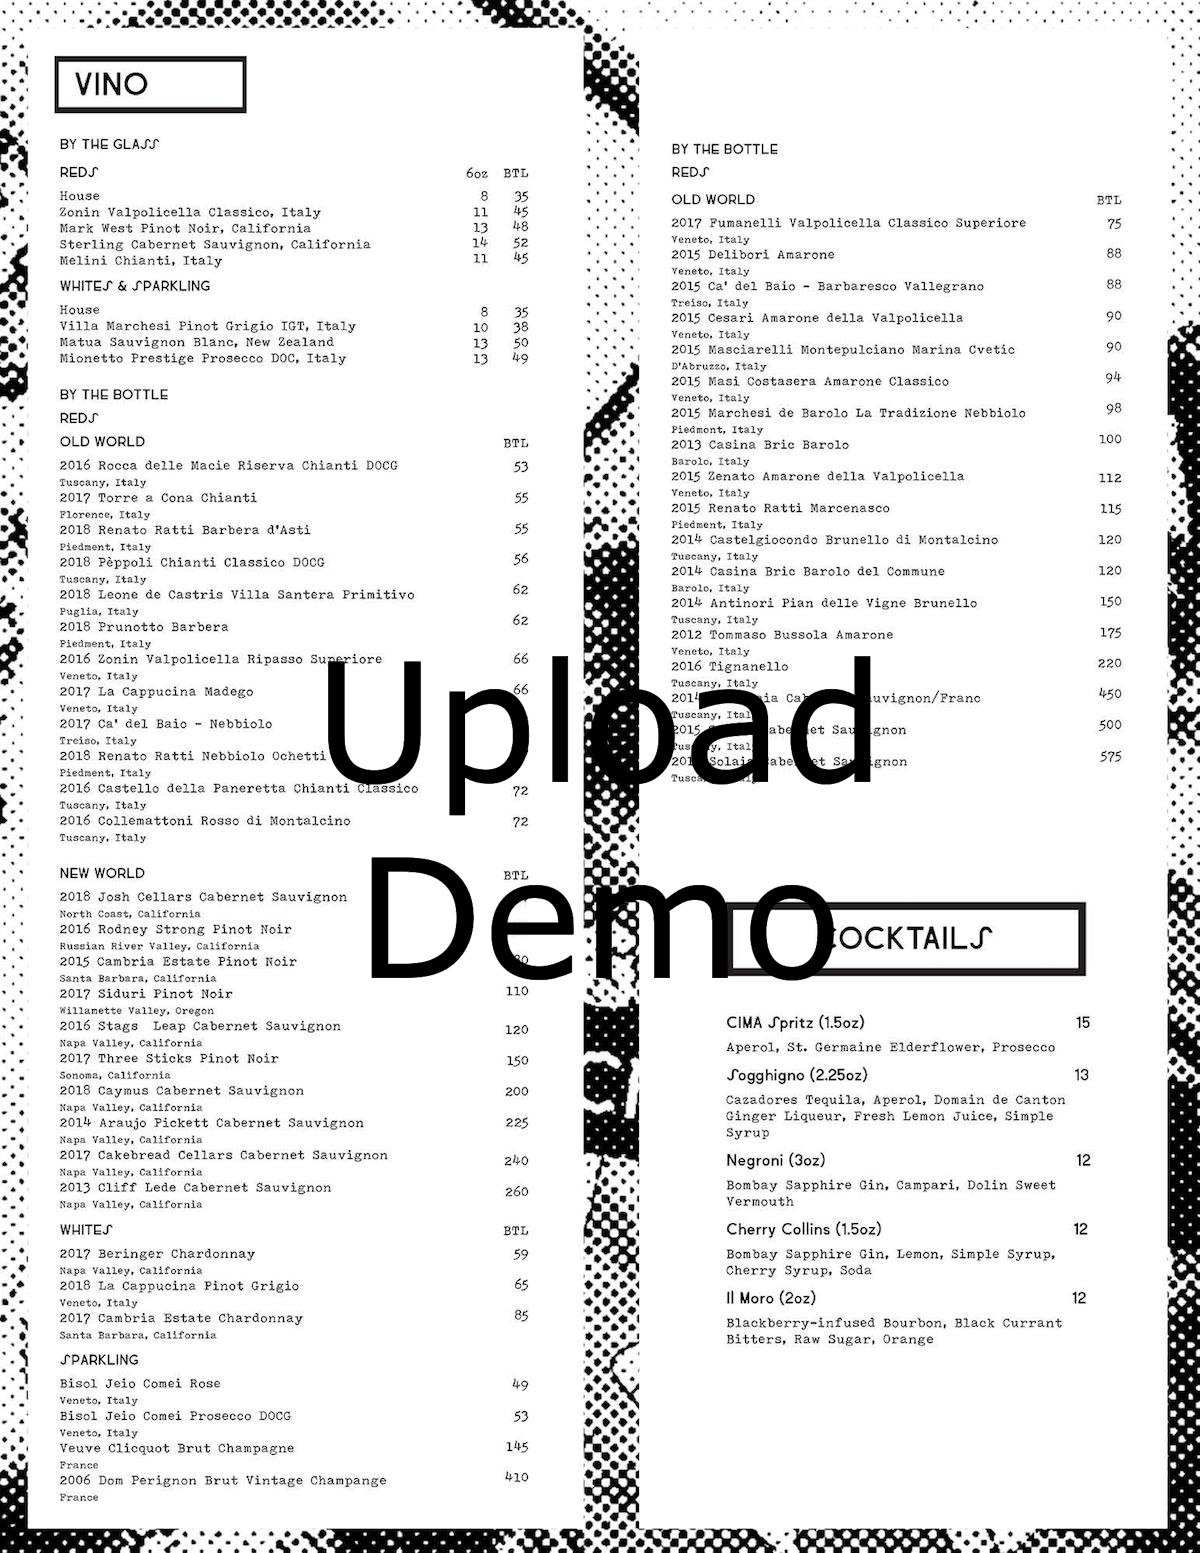 VINO
BY THE GLASS
REDS 6oz BTL
House 8 35
Zonin Valpolicella Classico, Italy 11 45
Mark West Pinot Noir, California 13 48
Sterling Cabernet Sauvignon, California 14 52
Melini Chianti, Italy 11 45
WHITES & SPARKLING
House 8 35
Villa Marchesi Pinot Grigio IGT, Italy 10 38
Matua Sauvignon Blanc, New Zealand 13 50
Mionetto Prestige Prosecco DOC, Italy 13 49
BY THE BOTTLE
REDS
OLD WORLD BTL
2016 Rocca delle Macie Riserva Chianti DOCG 53
Tuscany, Italy
2017 Torre a Cona Chianti 55
Florence, Italy
2018 Renato Ratti Barbera d'Asti 55
Piedment, Italy
2018 Pèppoli Chianti Classico DOCG 56
Tuscany, Italy
2018 Leone de Castris Villa Santera Primitivo 62
Puglia, Italy
2018 Prunotto Barbera 62
Piedment, Italy
2016 Zonin Valpolicella Ripasso Superiore 66
Veneto, Italy
2017 La Cappucina Madego 66
Veneto, Italy
2017 Ca' del Baio - Nebbiolo
Treiso, Italy
2018 Renato Ratti Nebbiolo Ochetti
Piedment, Italy
2016 Castello della Paneretta Chianti Classico 72
Tuscany, Italy
2016 Collemattoni Rosso di Montalcino 72
Tuscany, Italy
NEW WORLD BTL
2018 Josh Cellars Cabernet Sauvignon
North Coast, California
2016 Rodney Strong Pinot Noir
Russian River Valley, California
2015 Cambria Estate Pinot Noir
Santa Barbara, California
2017 Siduri Pinot Noir 110
Willamette Valley, Oregon
2016 Stags Leap Cabernet Sauvignon 120
Napa Valley, California
2017 Three Sticks Pinot Noir 150
Sonoma, California
2018 Caymus Cabernet Sauvignon 200
Napa Valley, California
2014 Araujo Pickett Cabernet Sauvignon 225
Napa Valley, California
2017 Cakebread Cellars Cabernet Sauvignon 240
Napa Valley, California
2013 Cliff Lede Cabernet Sauvignon 260
Napa Valley, California
WHITES BTL
2017 Beringer Chardonnay 59
Napa Valley, California
2018 La Cappucina Pinot Grigio 65
Veneto, Italy
2017 Cambria Estate Chardonnay 85
Santa Barbara, California
SPARKLING
Bisol Jeio Comei Rose 49
Veneto, Italy
Bisol Jeio Comei Prosecco DOCG 53
Veneto, Italy
Veuve Clicquot Brut Champagne 145
France
2006 Dom Perignon Brut Vintage Champange 410
France
BY THE BOTTLE
REDS
OLD WORLD BTL
2017 Fumanelli Valpolicella Classico Superiore 75
Veneto, Italy
2015 Delibori Amarone 88
Veneto, Italy
2015 Ca' del Baio - Barbaresco Vallegrano 88
Treiso, Italy
2015 Cesari Amarone della Valpolicella 90
Veneto, Italy
2015 Masciarelli Montepulciano Marina Cvetic 90
D'Abruzzo, Italy
2015 Masi Costasera Amarone Classico 94
Veneto, Italy
2015 Marchesi de Barolo La Tradizione Nebbiolo 98
Piedmont, Italy
2013 Casina Bric Barolo 100
Barolo, Italy
2015 Zenato Amarone della Valpolicella 112
Veneto, Italy
2015 Renato Ratti Marcenasco 115
Piedment, Italy
2014 Castelgiocondo Brunello di Montalcino 120
Tuscany, Italy
2014 Casina Bric Barolo del Commune 120
Barolo, Italy
2014 Antinori Pian delle Vigne Brunello 150
Tuscany, Italy
2012 Tommaso Bussola Amarone 175
Veneto, Italy
2016 Tignanello 220
Tuscany, Italy
450
Tuscany,
2015 500
Solaia 575
Upload
Demo
COCKTAILS
CIMA Spritz (1.5oz) 15
Aperol, St. Germaine Elderflower, Prosecco
Sogghigno (2.25oz) 13
Cazadores Tequila, Aperol, Domain de Canton
Ginger Liqueur, Fresh Lemon Juice, Simple
Syrup
Negroni (3oz) 12
Bombay Sapphire Gin, Campari, Dolin Sweet
Vermouth
Cherry Collins (1.5oz) 12
Bombay Sapphire Gin, Lemon, Simple Syrup,
Cherry Syrup, Soda
Il Moro (2oz) 12
Blackberry-infused Bourbon, Black Currant
Bitters, Raw Sugar, Orange